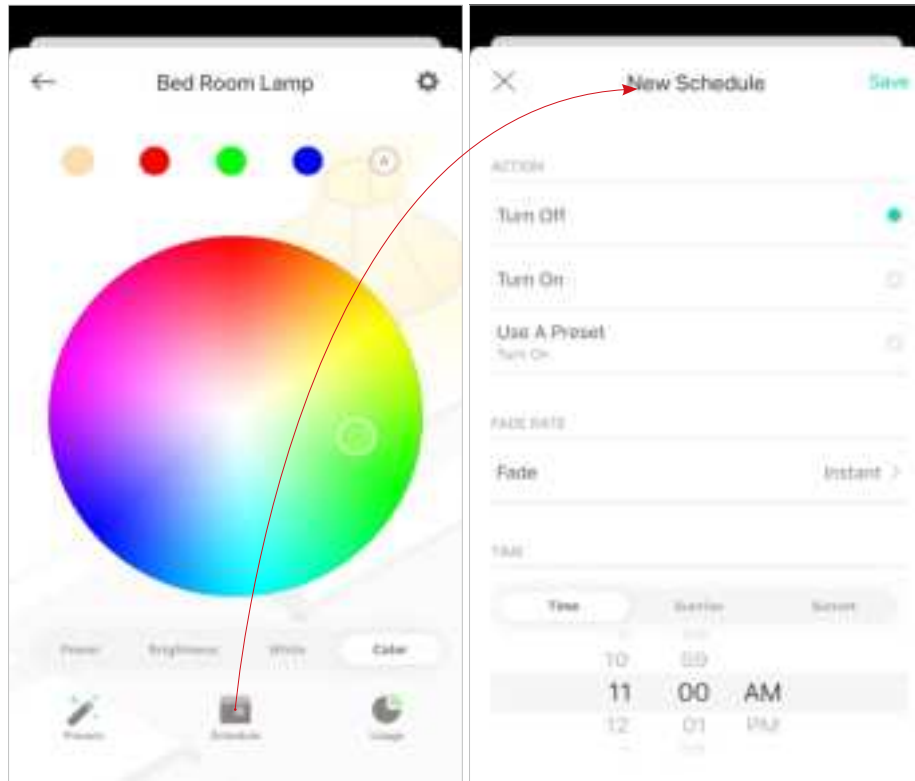 Bed Room Lamp
A
Power Brightness White Color
Presets Schedule Usage
New Schedule Save
ACTION
Turn Off
Turn On
Use A Preset
Turn On
FADE RATE
Fade Instant >
TIME
Time Sunrise Sunset
10 59
11 00 AM
12 01 PM